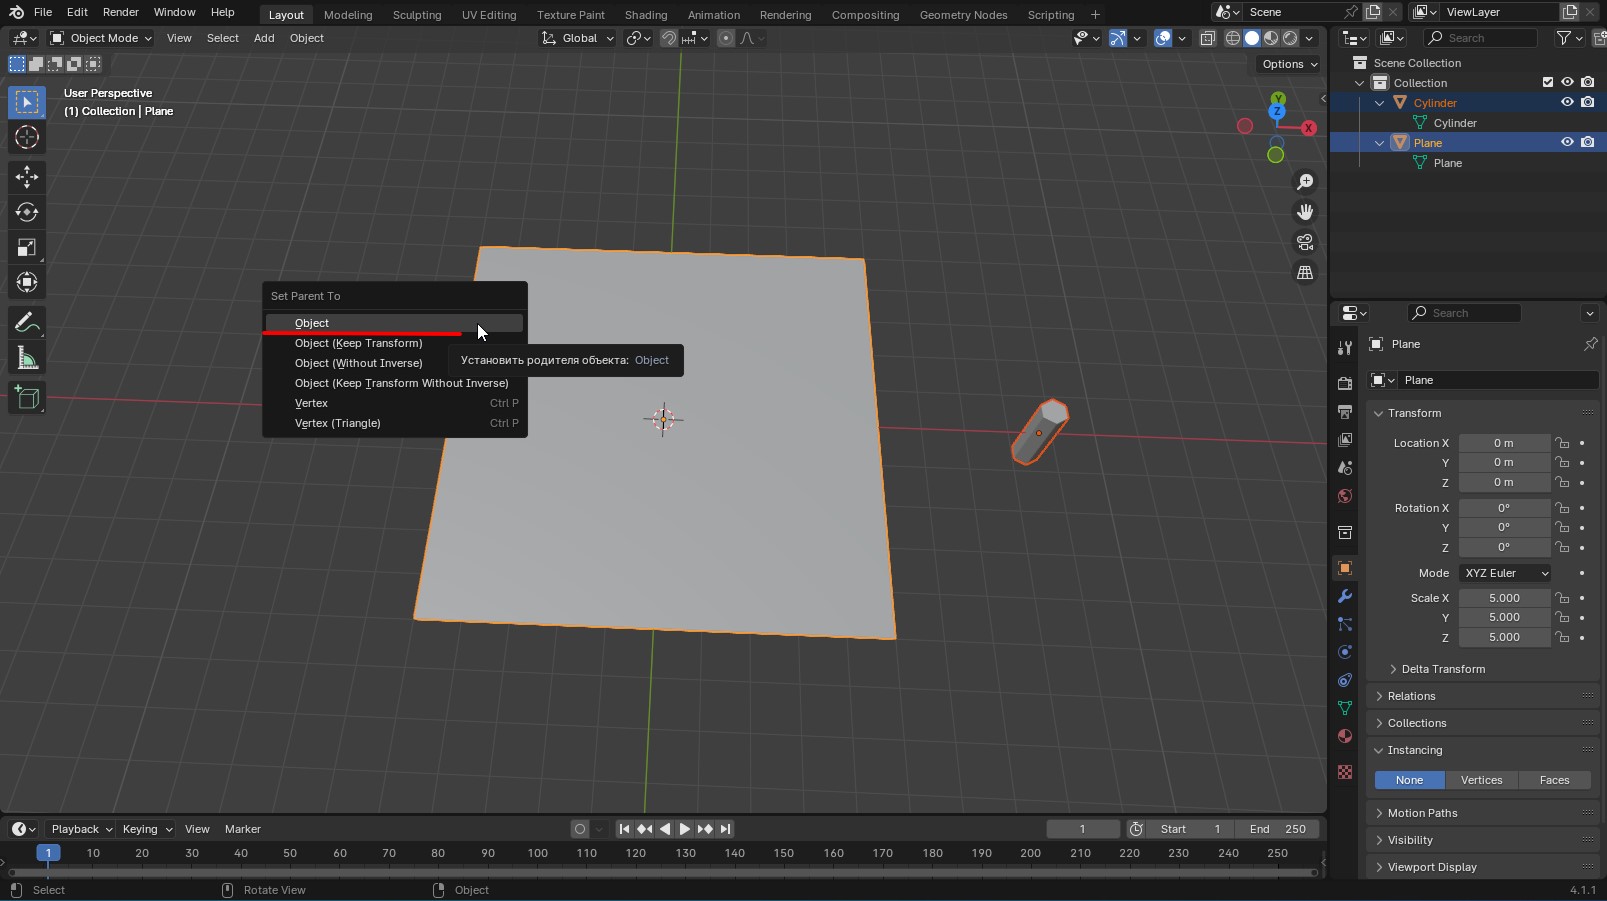 File Edit Render Window Help Layout Modeling Sculpting UV Editing Texture Paint Shading Animation Rendering Compositing Geometry Nodes Scripting + Scene ViewLayer
Object Mode View Select Add Object Global Search
Options
User Perspective
(1) Collection | Plane
Y
Z
X
Set Parent To
Object
Object (Keep Transform)
Object (Without Inverse)
Object (Keep Transform Without Inverse)
Vertex Ctrl P
Vertex (Triangle) Ctrl P
Установить родителя объекта: Object
Scene Collection
Collection
Cylinder
Cylinder
Plane
Plane
Search
Plane
Plane
Transform
Location X 0 m
Y 0 m
Z 0 m
Rotation X 0°
Y 0°
Z 0°
Mode XYZ Euler
Scale X 5.000
Y 5.000
Z 5.000
Delta Transform
Relations
Collections
Instancing
None Vertices Faces
Motion Paths
Visibility
Viewport Display
Playback Keying View Marker 1 Start 1 End 250
1 10 20 30 40 50 60 70 80 90 100 110 120 130 140 150 160 170 180 190 200 210 220 230 240 250
Select Rotate View Object 4.1.1